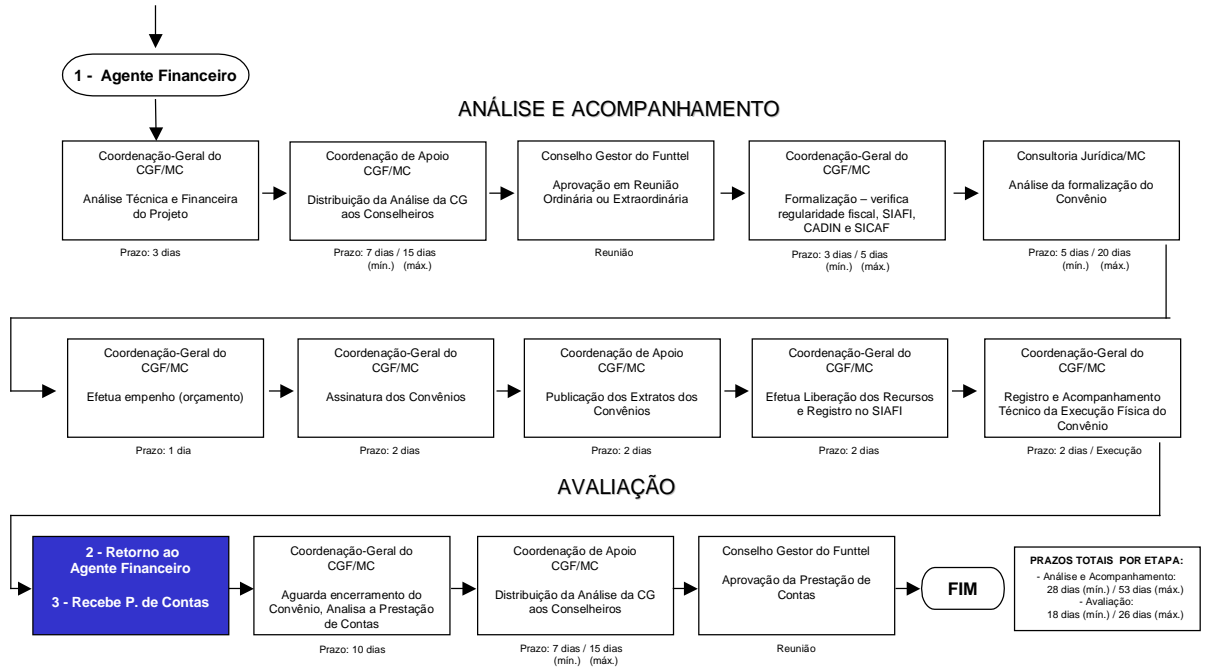 1 - Agente Financeiro
ANÁLISE E ACOMPANHAMENTO
Coordenação-Geral do
CGF/MC
Análise Técnica e Financeira
do Projeto
Prazo: 3 dias
Coordenação de Apoio
CGF/MC
Distribuição da Análise da CG
aos Conselheiros
Prazo: 7 dias / 15 dias
(mín.) (máx.)
Conselho Gestor do Funttel
Aprovação em Reunião
Ordinária ou Extraordinária
Reunião
Coordenação-Geral do
CGF/MC
Formalização – verifica
regularidade fiscal, SIAFI,
CADIN e SICAF
Prazo: 3 dias / 5 dias
(mín.) (máx.)
Consultoria Jurídica/MC
Análise da formalização do
Convênio
Prazo: 5 dias / 20 dias
(mín.) (máx.)
Coordenação-Geral do
CGF/MC
Efetua empenho (orçamento)
Prazo: 1 dia
Coordenação-Geral do
CGF/MC
Assinatura dos Convênios
Prazo: 2 dias
Coordenação de Apoio
CGF/MC
Publicação dos Extratos dos
Convênios
Prazo: 2 dias
Coordenação-Geral do
CGF/MC
Efetua Liberação dos Recursos
e Registro no SIAFI
Prazo: 2 dias
Coordenação-Geral do
CGF/MC
Registro e Acompanhamento
Técnico da Execução Física do
Convênio
Prazo: 2 dias / Execução
AVALIAÇÃO
2 - Retorno ao
Agente Financeiro
3 - Recebe P. de Contas
Coordenação-Geral do
CGF/MC
Aguarda encerramento do
Convênio, Analisa a Prestação
de Contas
Prazo: 10 dias
Coordenação de Apoio
CGF/MC
Distribuição da Análise da CG
aos Conselheiros
Prazo: 7 dias / 15 dias
(mín.) (máx.)
Conselho Gestor do Funttel
Aprovação da Prestação de
Contas
Reunião
FIM
PRAZOS TOTAIS POR ETAPA:
- Análise e Acompanhamento:
28 dias (mín.) / 53 dias (máx.)
- Avaliação:
18 dias (mín.) / 26 dias (máx.)